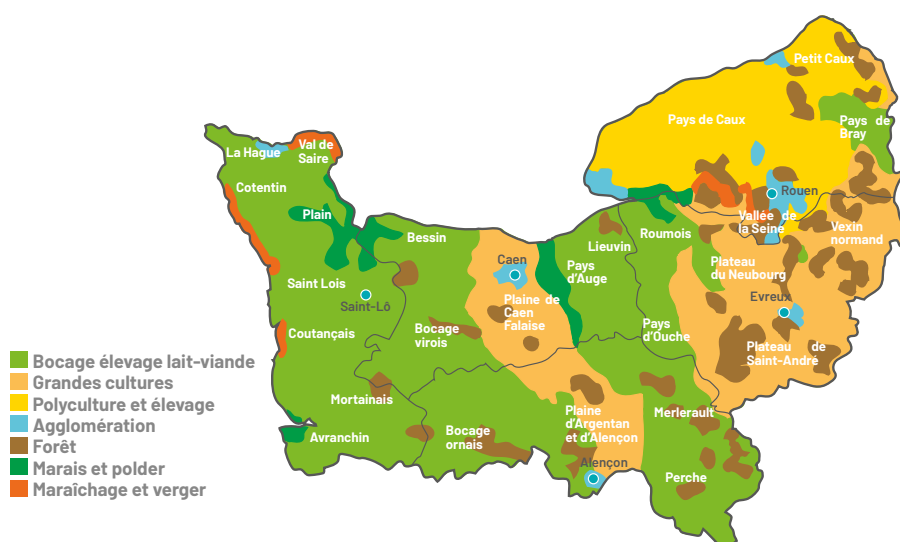 Petit Caux
Pays de Caux
Pays de
Bray
La Hague
Val de
Saire
Cotentin
Rouen
Plain
Vallée de
la Seine
Bessin
Roumois
Vexin
normand
Lieuvin
Caen
Pays
d'Auge
Plateau
du Neubourg
Saint Lois
Saint-Lô
Evreux
Plaine de
Caen
Falaise
Coutançais
Bocage
virois
Pays
d'Ouche
Plateau de
Saint-André
Mortainais
Avranchin
Bocage
ornais
Plaine
d'Argentan
et d'Alençon
Merlerault
Alençon
Perche
Bocage élevage lait-viande
Grandes cultures
Polyculture et élevage
Agglomération
Forêt
Marais et polder
Maraîchage et verger